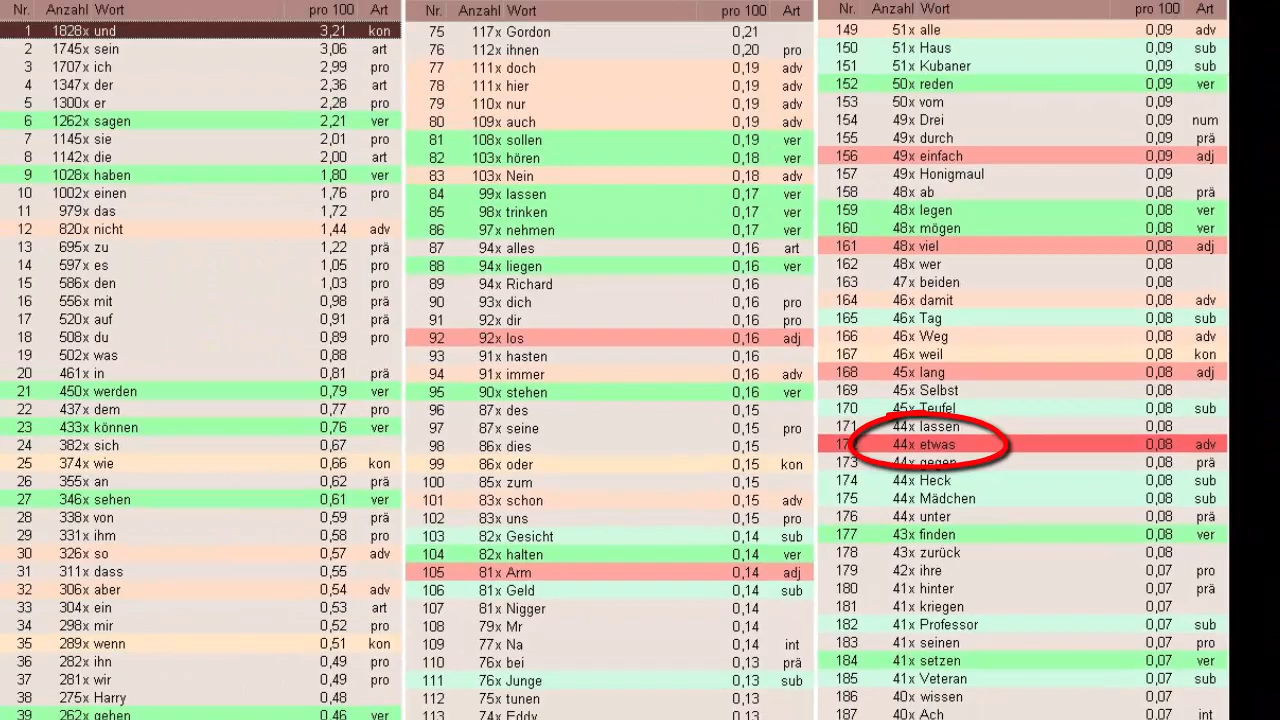 Nr. Anzahl Wort pro 100 Art
1 1828x und 3,21 kon
2 1745x sein 3,06 art
3 1707x ich 2,99 pro
4 1347x der 2,36 art
5 1300x er 2,28 pro
6 1262x sagen 2,21 ver
7 1145x sie 2,01 pro
8 1142x die 2,00 art
9 1028x haben 1,80 ver
10 1002x einen 1,76 pro
11 979x das 1,72
12 820x nicht 1,44 adv
13 695x zu 1,22 prä
14 597x es 1,05 pro
15 586x den 1,03 pro
16 556x mit 0,98 prä
17 520x auf 0,91 prä
18 508x du 0,89 pro
19 502x was 0,88
20 461x in 0,81 prä
21 450x werden 0,79 ver
22 437x dem 0,77 pro
23 433x können 0,76 ver
24 382x sich 0,67
25 374x wie 0,66 kon
26 355x an 0,62 prä
27 346x sehen 0,61 ver
28 338x von 0,59 prä
29 331x ihm 0,58 pro
30 326x so 0,57 adv
31 311x dass 0,55
32 306x aber 0,54 adv
33 304x ein 0,53 art
34 298x mir 0,52 pro
35 289x wenn 0,51 kon
36 282x ihn 0,49 pro
37 281x wir 0,49 pro
38 275x Harry 0,48
39 262x gehen 0,46 ver
Nr. Anzahl Wort pro 100 Art
75 117x Gordon 0,21
76 112x ihnen 0,20 pro
77 111x doch 0,19 adv
78 111x hier 0,19 adv
79 110x nur 0,19 adv
80 109x auch 0,19 adv
81 108x sollen 0,19 ver
82 103x hören 0,18 ver
83 103x Nein 0,18 adv
84 99x lassen 0,17 ver
85 98x trinken 0,17 ver
86 97x nehmen 0,17 ver
87 94x alles 0,16 art
88 94x liegen 0,16 ver
89 94x Richard 0,16
90 93x dich 0,16 pro
91 92x dir 0,16 pro
92 92x los 0,16 adj
93 91x hasten 0,16
94 91x immer 0,16 adv
95 90x stehen 0,16 ver
96 87x des 0,15
97 87x seine 0,15 pro
98 86x dies 0,15
99 86x oder 0,15 kon
100 85x zum 0,15
101 83x schon 0,15 adv
102 83x uns 0,15 pro
103 82x Gesicht 0,14 sub
104 82x halten 0,14 ver
105 81x Arm 0,14 adj
106 81x Geld 0,14 sub
107 81x Nigger 0,14
108 79x Mr 0,14
109 77x Na 0,14 int
110 76x bei 0,13 prä
111 76x Junge 0,13 sub
112 75x tunen 0,13
113 74x Eddy 0,13
Nr. Anzahl Wort pro 100 Art
149 51x alle 0,09 adv
150 51x Haus 0,09 sub
151 51x Kubaner 0,09 sub
152 50x reden 0,09 ver
153 50x vom 0,09
154 49x Drei 0,09 num
155 49x durch 0,09 prä
156 49x einfach 0,09 adj
157 49x Honigmaul 0,09
158 48x ab 0,08 prä
159 48x legen 0,08 ver
160 48x mögen 0,08 ver
161 48x viel 0,08 adj
162 48x wer 0,08
163 47x beiden 0,08
164 46x damit 0,08 adv
165 46x Tag 0,08 sub
166 46x Weg 0,08 adv
167 46x weil 0,08 kon
168 45x lang 0,08 adj
169 45x Selbst 0,08
170 45x Teufel 0,08 sub
171 44x lassen 0,08
17 44x etwas 0,08 adv
173 44x gegen 0,08 prä
174 44x Heck 0,08 sub
175 44x Mädchen 0,08 sub
176 44x unter 0,08 prä
177 43x finden 0,08 ver
178 43x zurück 0,08
179 42x ihre 0,07 pro
180 41x hinter 0,07 prä
181 41x kriegen 0,07
182 41x Professor 0,07 sub
183 41x seinen 0,07 pro
184 41x setzen 0,07 ver
185 41x Veteran 0,07 sub
186 40x wissen 0,07
187 40x Ach 0,07 int